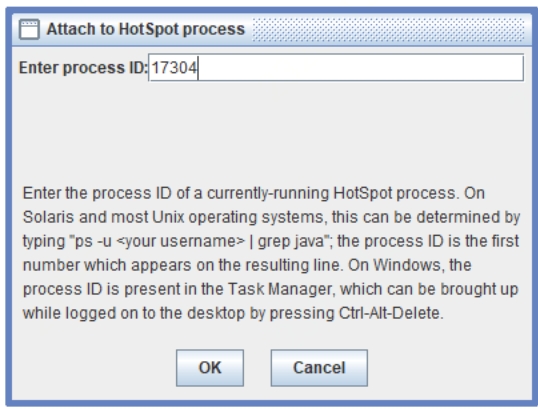 Attach to HotSpot process
Enter process ID: 17304
Enter the process ID of a currently-running HotSpot process. On
Solaris and most Unix operating systems, this can be determined by
typing "ps -u <your username> | grep java"; the process ID is the first
number which appears on the resulting line. On Windows, the
process ID is present in the Task Manager, which can be brought up
while logged on to the desktop by pressing Ctrl-Alt-Delete.
OK Cancel